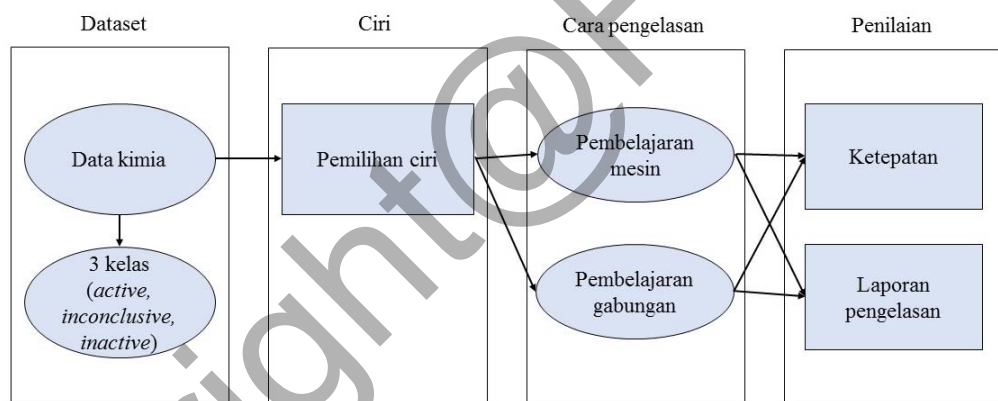 Dataset
Ciri
Cara pengelasan
Penilaian
Data kimia
3 kelas
(active,
inconclusive,
inactive)
Pemilihan ciri
Pembelajaran
mesin
Pembelajaran
gabungan
Ketepatan
Laporan
pengelasan
right@F